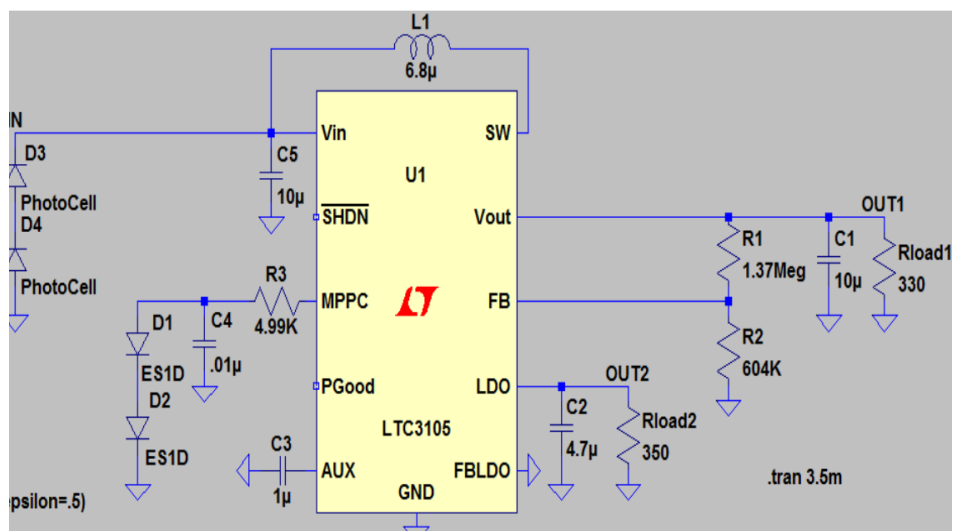 L1
6.8µ
IN
Vin
SW
D3
C5
U1
10µ
PhotoCell
SHDN
Vout
OUT1
D4
R1
C1
Rload1
1.37Meg
10µ
330
PhotoCell
R3
MPPC
FB
D1
C4
4.99K
R2
.01µ
604K
ES1D
D2
PGood
LDO
OUT2
C2
Rload2
LTC3105
4.7µ
350
ES1D
C3
AUX
FBLDO
.tran 3.5m
1µ
GND
psilon=.5)